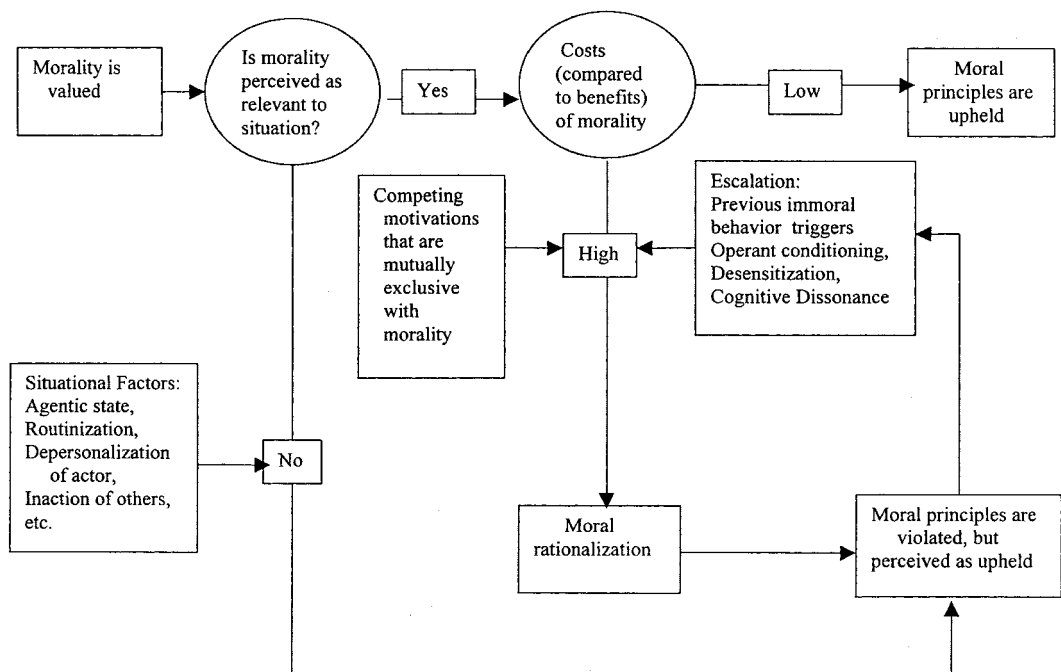 Morality is
valued
Is morality
perceived as
relevant to
situation?
Yes
Costs
(compared
to benefits)
of morality
Low
Moral
principles are
upheld
Competing
motivations
that are
mutually
exclusive
with
morality
High
Escalation:
Previous immoral
behavior triggers
Operant conditioning,
Desensitization,
Cognitive Dissonance
Situational Factors:
Agentic state,
Routinization,
Depersonalization
of actor,
Inaction of others,
etc.
No
Moral
rationalization
Moral principles are
violated, but
perceived as upheld